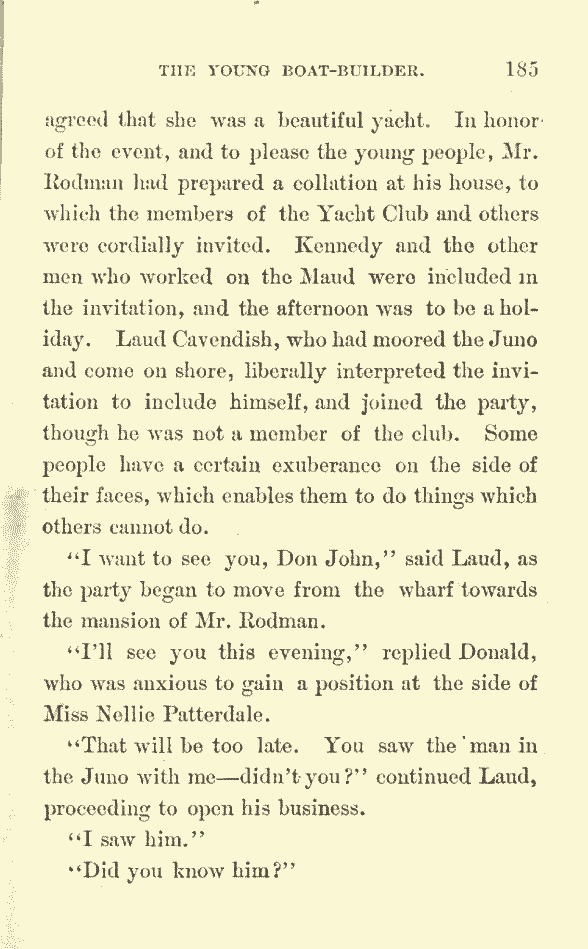 THE YOUNG BOAT-BUILDER. 185
agreed that she was a beautiful yacht. In honor
of the event, and to please the young people, Mr.
Rodman had prepared a collation at his house, to
which the members of the Yacht Club and others
were cordially invited. Kennedy and the other
men who worked on the Maud were included in
the invitation, and the afternoon was to be a hol-
iday. Laud Cavendish, who had moored the Juno
and come on shore, liberally interpreted the invi-
tation to include himself, and joined the party,
though he was not a member of the club. Some
people have a certain exuberance on the side of
their faces, which enables them to do things which
others cannot do.
"I want to see you, Don John," said Laud, as
the party began to move from the wharf towards
the mansion of Mr. Rodman.
"I'll see you this evening," replied Donald,
who was anxious to gain a position at the side of
Miss Nellie Patterdale.
"That will be too late. You saw the man in
the Juno with me—didn't you?" continued Laud,
proceeding to open his business.
"I saw him."
"Did you know him?"